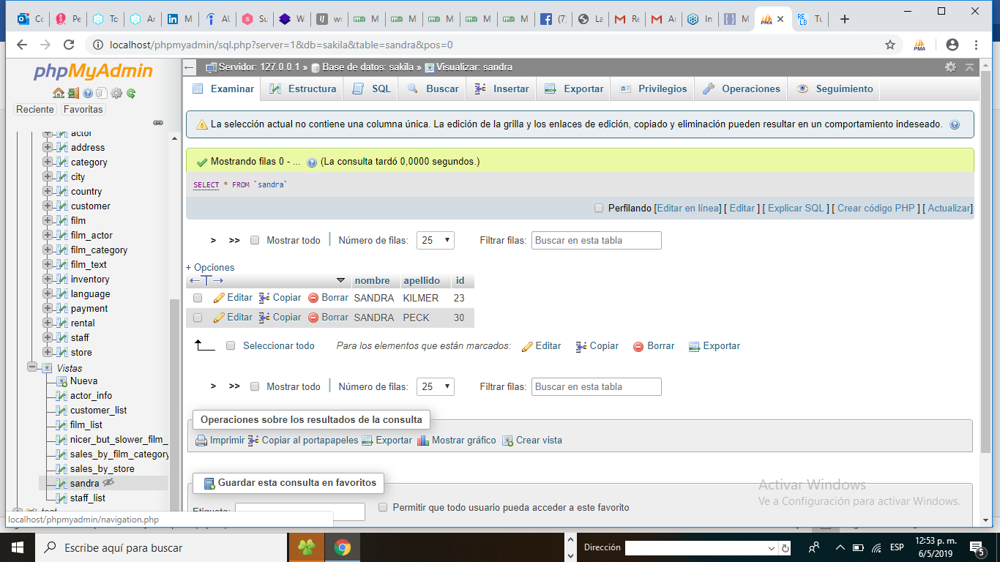 Co
Pe
To
Ar
M
AU
Su
W
wv
M
M
M
M
M
(7)
La
Re
Ar
In
M
PMA
RE
LB
Tu
localhost/phpmyadmin/sql.php?server=1&db=sakila&table=sandra&pos=0
PMA
phpMyAdmin
Reciente Favoritas
actor
address
category
city
country
customer
film
film_actor
film_category
film_text
inventory
language
payment
rental
staff
store
Vistas
Nueva
actor_info
customer_list
film_list
nicer_but_slower_film_
sales_by_film_category
sales_by_store
sandra
staff_list
test
localhost/phpmyadmin/navigation.php
Servidor: 127.0.0.1 » Base de datos: sakila » Visualizar: sandra
Examinar Estructura SQL Buscar Insertar Exportar Privilegios Operaciones Seguimiento
La selección actual no contiene una columna única. La edición de la grilla y los enlaces de edición, copiado y eliminación pueden resultar en un comportamiento indeseado.
Mostrando filas 0 - ... (La consulta tardó 0,0000 segundos.)
SELECT * FROM `sandra`
Perfilando [Editar en línea] [ Editar ] [ Explicar SQL ] [ Crear código PHP ] [ Actualizar]
> >> Mostrar todo Número de filas: 25 Filtrar filas: Buscar en esta tabla
+ Opciones
←T→ nombre apellido id
Editar Copiar Borrar SANDRA KILMER 23
Editar Copiar Borrar SANDRA PECK 30
Seleccionar todo Para los elementos que están marcados: Editar Copiar Borrar Exportar
> >> Mostrar todo Número de filas: 25 Filtrar filas: Buscar en esta tabla
Operaciones sobre los resultados de la consulta
Imprimir Copiar al portapapeles Exportar Mostrar gráfico Crear vista
Guardar esta consulta en favoritos
Etiqueta: Permitir que todo usuario pueda acceder a este favorito
Activar Windows
Ve a Configuración para activar Windows.
Escribe aquí para buscar
Dirección
ESP
12:53 p. m.
6/5/2019
5